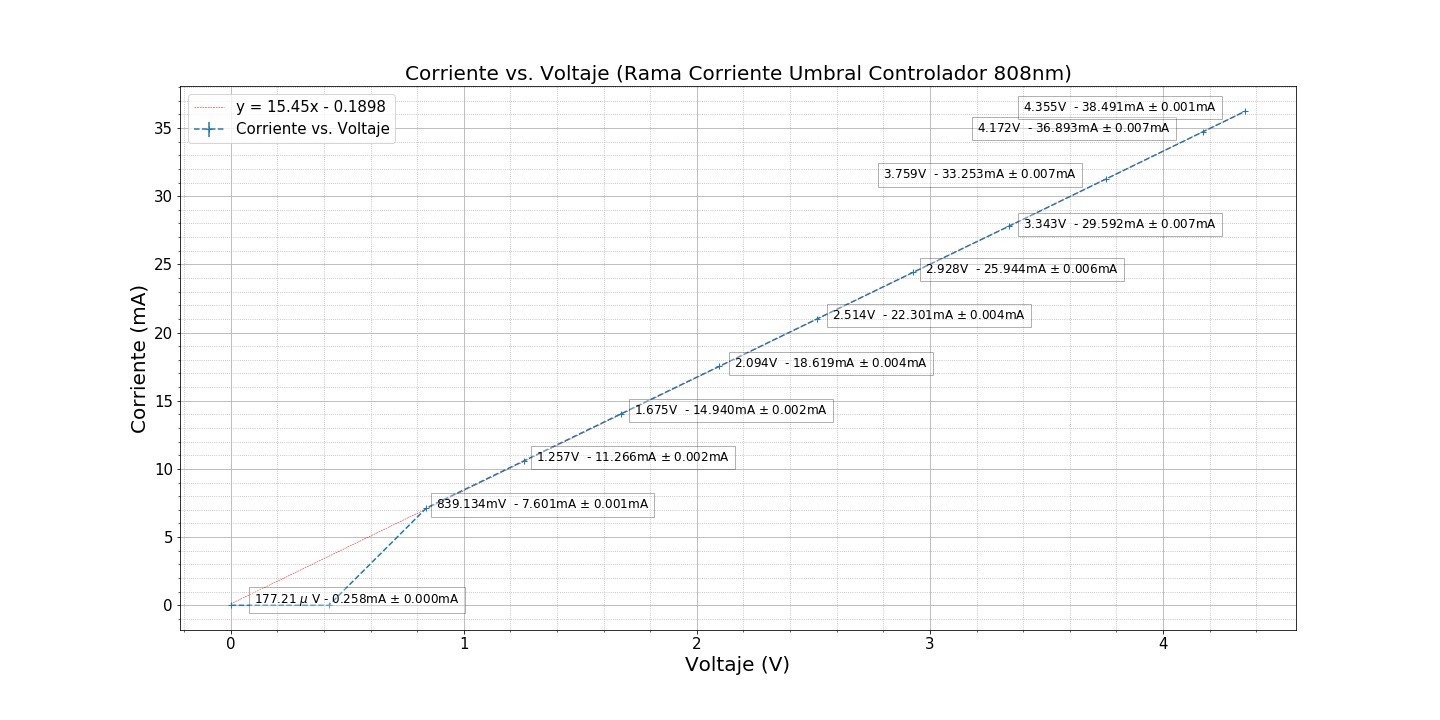 Corriente vs. Voltaje (Rama Corriente Umbral Controlador 808nm)
y = 15.45x - 0.1898
Corriente vs. Voltaje
4.355V - 38.491mA ± 0.001mA
4.172V - 36.893mA ± 0.007mA
3.759V - 33.253mA ± 0.007mA
3.343V - 29.592mA ± 0.007mA
2.928V - 25.944mA ± 0.006mA
2.514V - 22.301mA ± 0.004mA
2.094V - 18.619mA ± 0.004mA
1.675V - 14.940mA ± 0.002mA
1.257V - 11.266mA ± 0.002mA
839.134mV - 7.601mA ± 0.001mA
177.21 μ V - 0.258mA ± 0.000mA
35
30
25
20
15
10
5
0
Corriente (mA)
0 1 2 3 4
Voltaje (V)